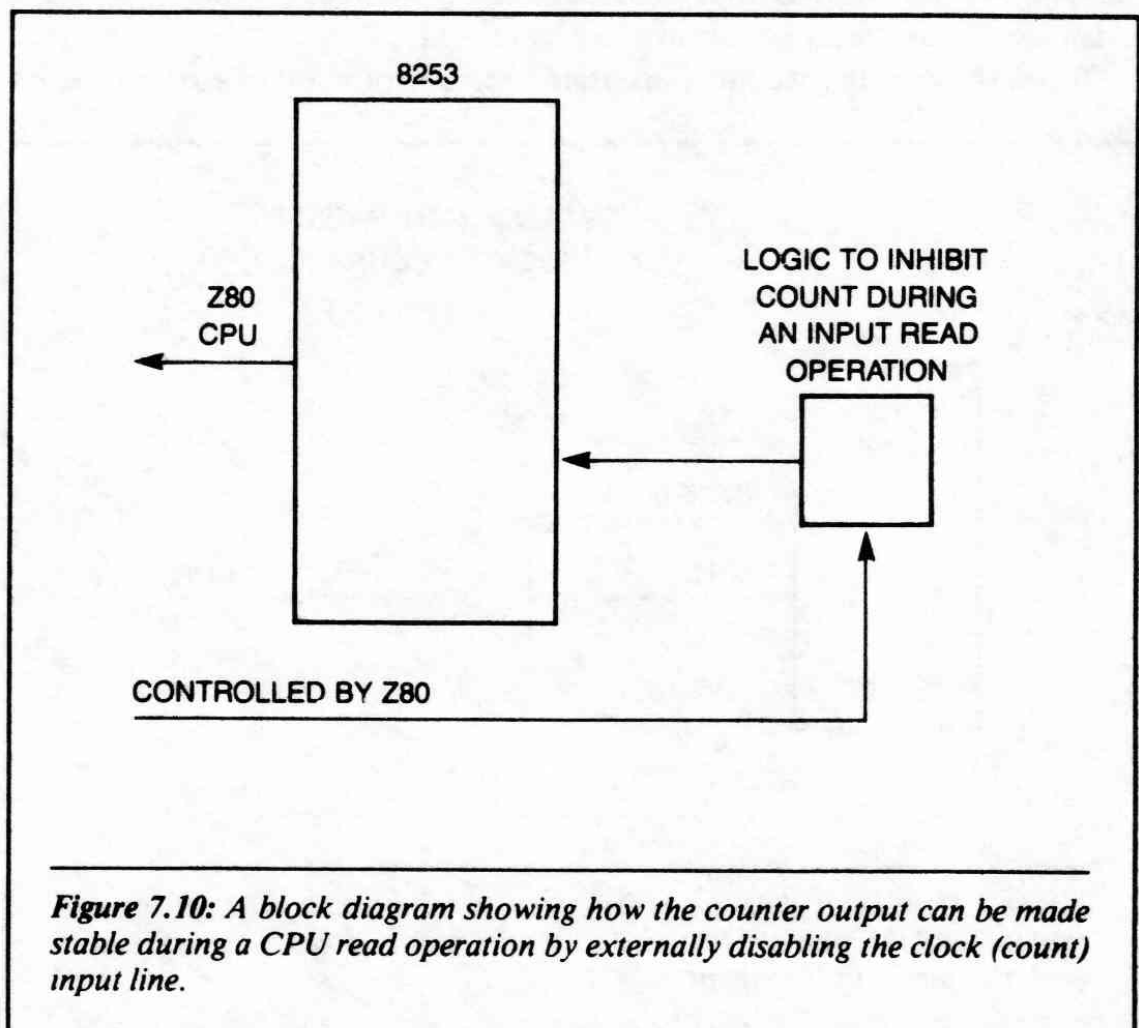 8253
Z80
CPU
LOGIC TO INHIBIT
COUNT DURING
AN INPUT READ
OPERATION
CONTROLLED BY Z80
Figure 7.10: A block diagram showing how the counter output can be made
stable during a CPU read operation by externally disabling the clock (count)
input line.